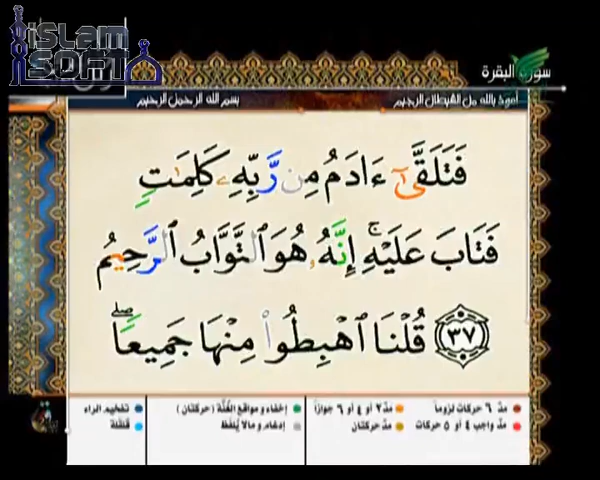 ISLAM
SOFT
سورة البقرة
أعوذ بالله من الشيطان الرجيم
بسم الله الرحمن الرحيم
فَتَلَقَّىٰٓ ءَادَمُ مِن رَّبِّهِۦ كَلِمَٰتٍ
فَتَابَ عَلَيْهِ ۚ إِنَّهُۥ هُوَ ٱلتَّوَّابُ ٱلرَّحِيمُ
﴿٣٧﴾ قُلْنَا ٱهْبِطُوا۟ مِنْهَا جَمِيعًا ۖ
مدّ ٦ حركات لزوماً
مدّ واجب ٤ أو ٥ حركات
مدّ ٢ أو ٤ أو ٦ جوازاً
مدّ حركتان
إخفاء ومواقع الغنّة (حركتان)
إدغام وما لا يلفظ
تفخيم الراء
قلقلة